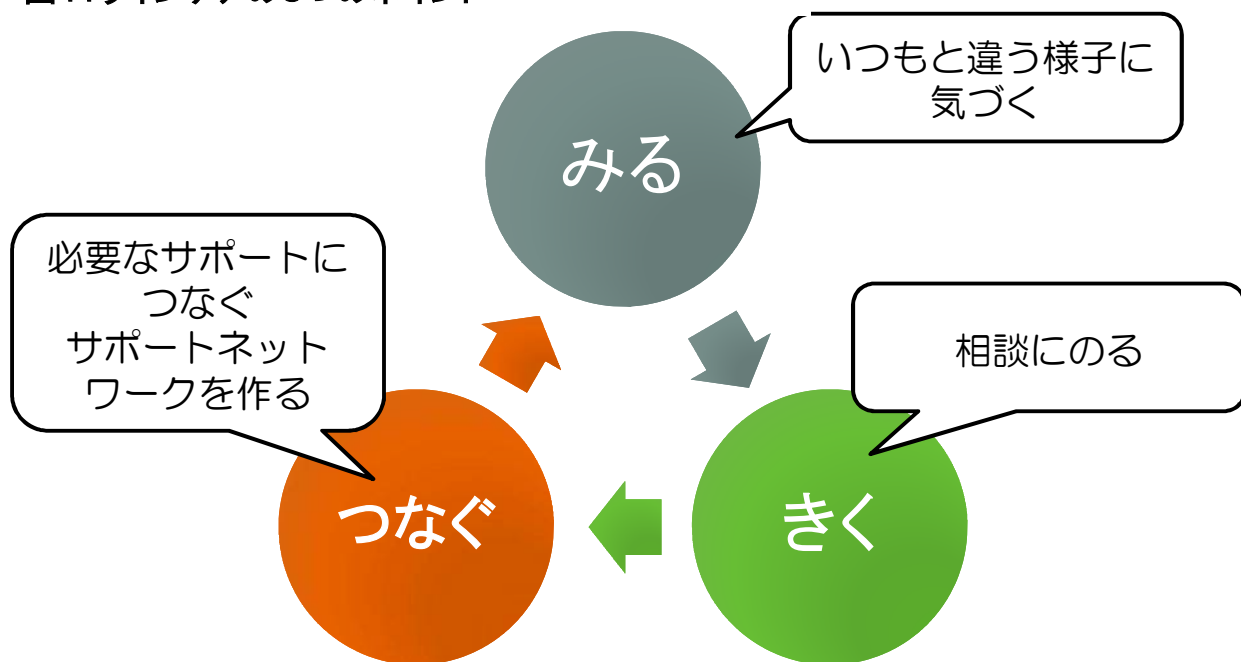 いつもと違う様子に
気づく
みる
必要なサポートに
つなぐ
サポートネット
ワークを作る
相談にのる
つなぐ
きく